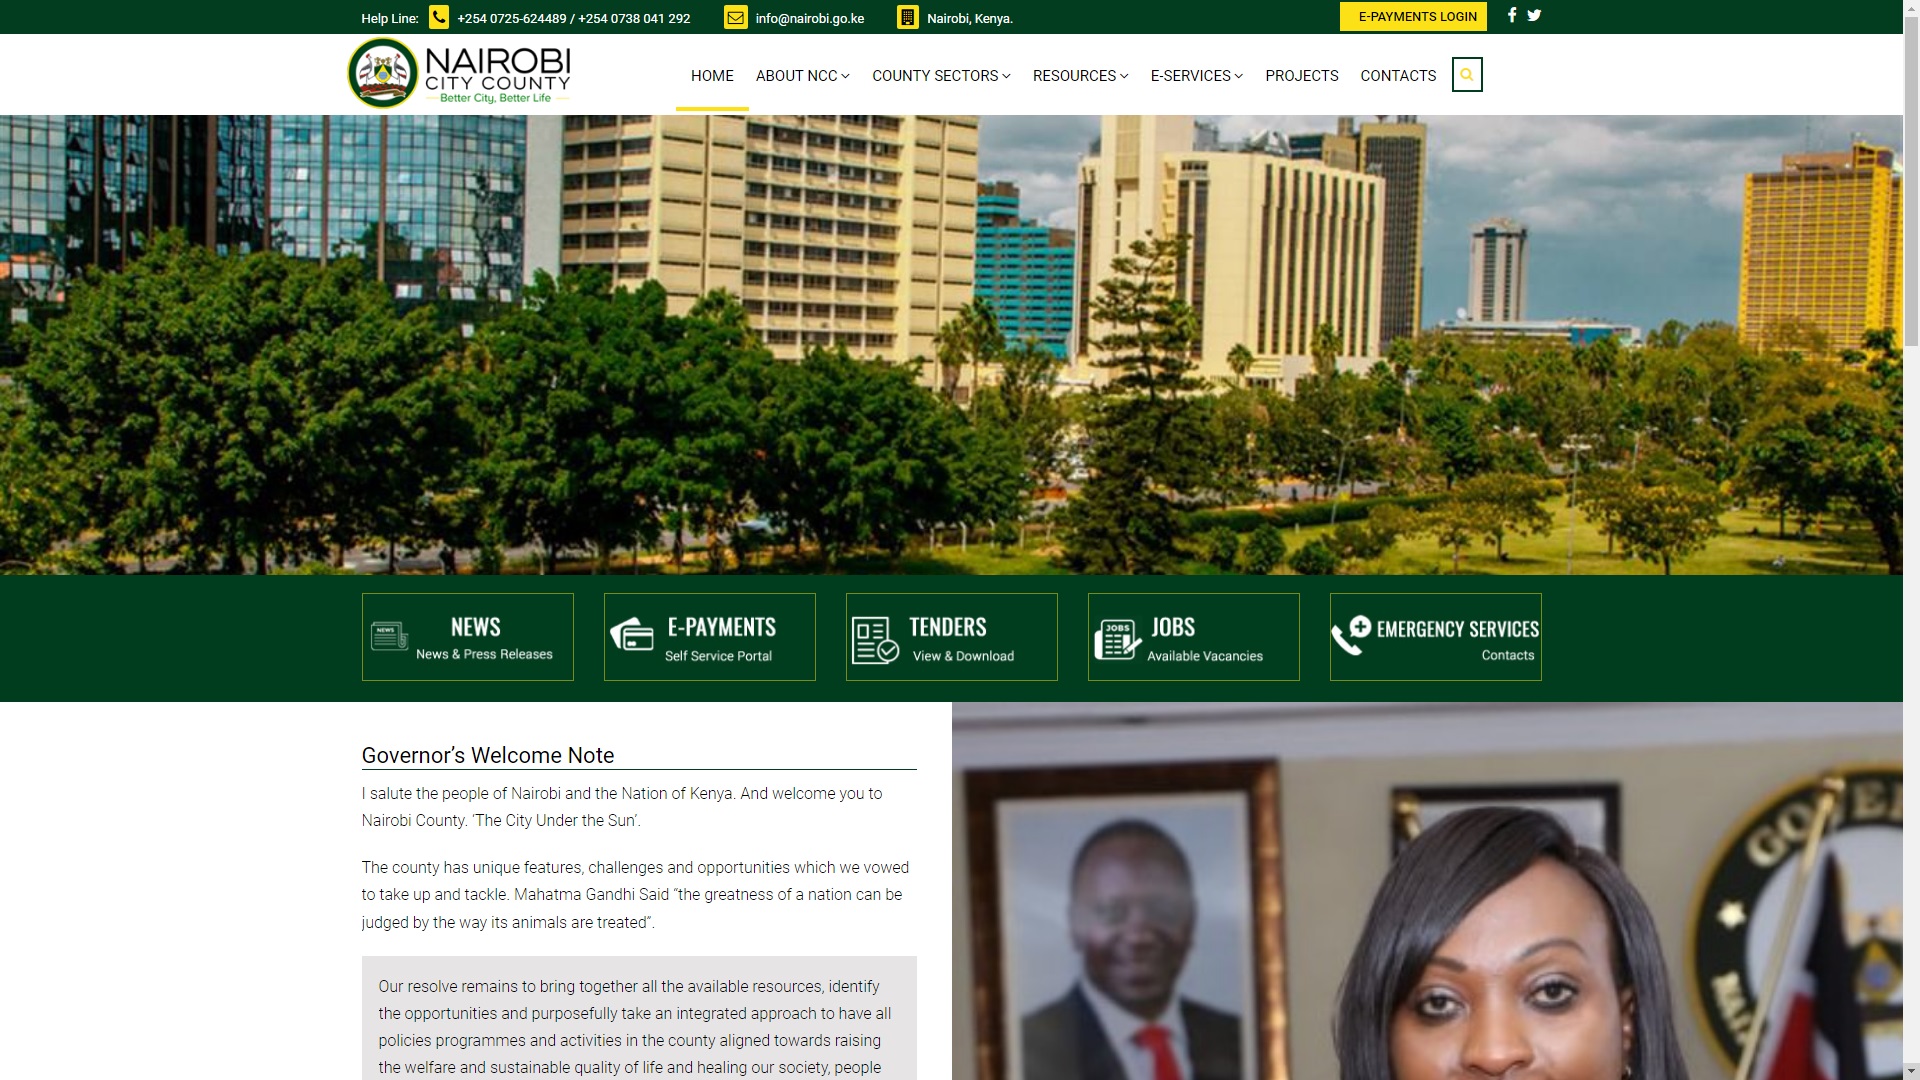 Help Line: +254 0725-624489 / +254 0738 041 292 info@nairobi.go.ke Nairobi, Kenya. E-PAYMENTS LOGIN
NAIROBI
CITY COUNTY
Better City, Better Life
HOME ABOUT NCC COUNTY SECTORS RESOURCES E-SERVICES PROJECTS CONTACTS
NEWS
News & Press Releases
E-PAYMENTS
Self Service Portal
TENDERS
View & Download
JOBS
JOBS
Available Vacancies
EMERGENCY SERVICES
Contacts
Governor’s Welcome Note
I salute the people of Nairobi and the Nation of Kenya. And welcome you to
Nairobi County. ‘The City Under the Sun’.
The county has unique features, challenges and opportunities which we vowed
to take up and tackle. Mahatma Gandhi Said “the greatness of a nation can be
judged by the way its animals are treated”.
Our resolve remains to bring together all the available resources, identify
the opportunities and purposefully take an integrated approach to have all
policies programmes and activities in the county aligned towards raising
the welfare and sustainable quality of life and healing our society, people